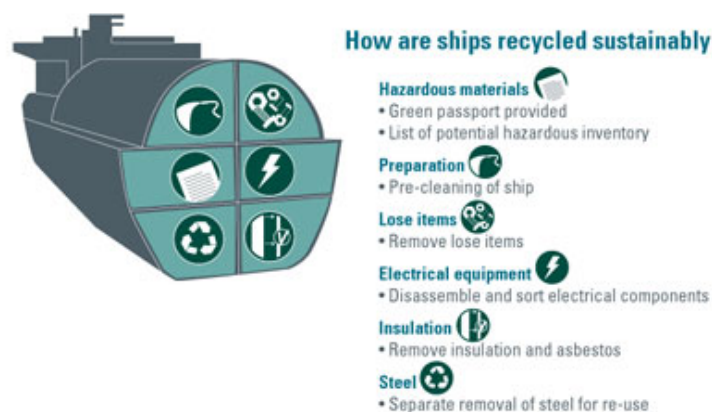 How are ships recycled sustainably
Hazardous materials
• Green passport provided
• List of potential hazardous inventory
Preparation
• Pre-cleaning of ship
Lose items
• Remove lose items
Electrical equipment
• Disassemble and sort electrical components
Insulation
• Remove insulation and asbestos
Steel
• Separate removal of steel for re-use